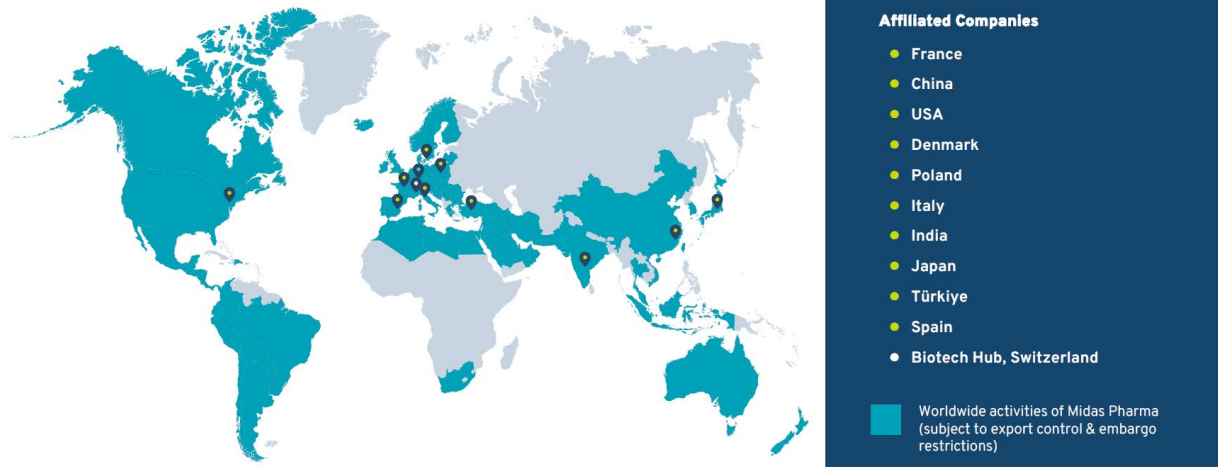 Affiliated Companies
France
China
USA
Denmark
Poland
Italy
India
Japan
Türkiye
Spain
Biotech Hub, Switzerland
Worldwide activities of Midas Pharma
(subject to export control & embargo
restrictions)